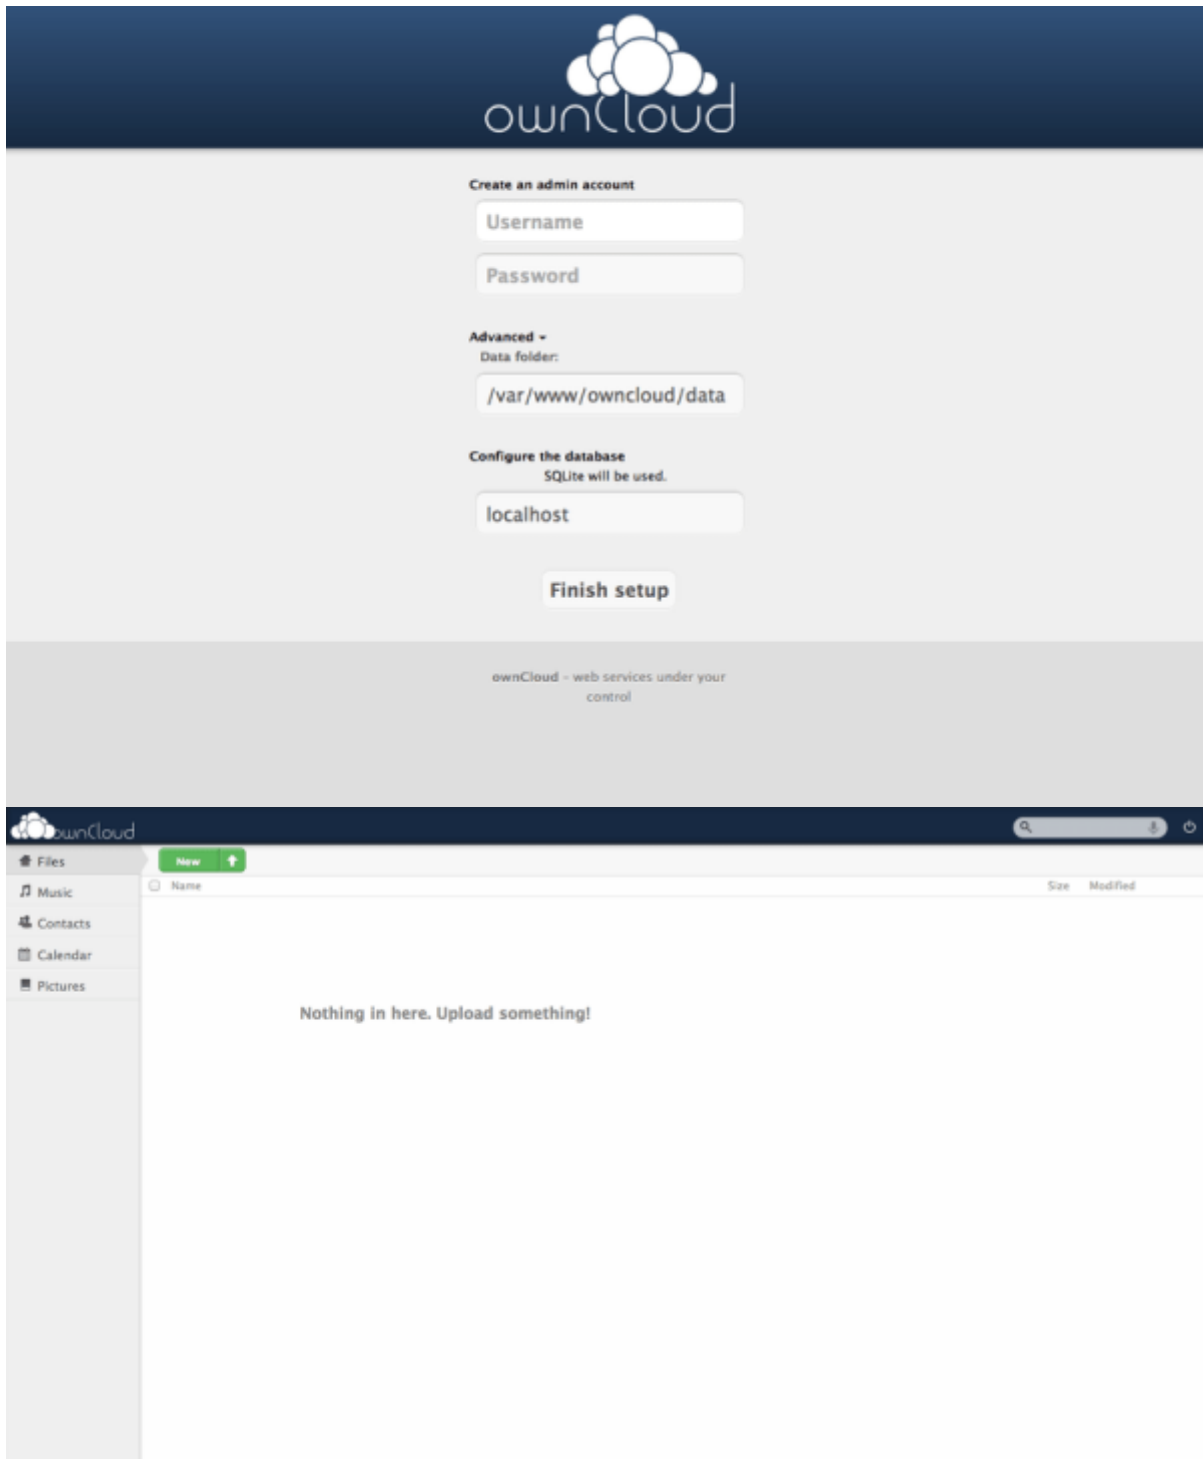 ownCloud
Create an admin account
Username
Password
Advanced
Data folder:
/var/www/owncloud/data
Configure the database
SQLite will be used.
localhost
Finish setup
ownCloud – web services under your
control
ownCloud
Files
New
Music
Name Size Modified
Contacts
Calendar
Pictures
Nothing in here. Upload something!